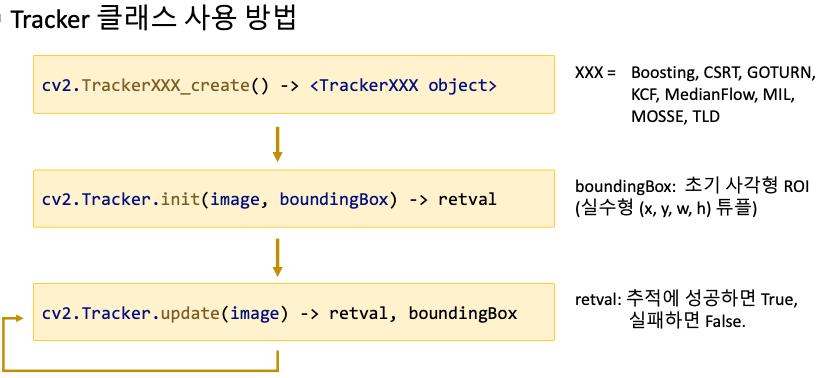 Tracker 클래스 사용 방법
cv2.TrackerXXX_create() -> <TrackerXXX object>
XXX = Boosting, CSRT, GOTURN,
KCF, MedianFlow, MIL,
MOSSE, TLD
cv2.Tracker.init(image, boundingBox) -> retval
boundingBox: 초기 사각형 ROI
(실수형 (x, y, w, h) 튜플)
cv2.Tracker.update(image) -> retval, boundingBox
retval: 추적에 성공하면 True,
실패하면 False.